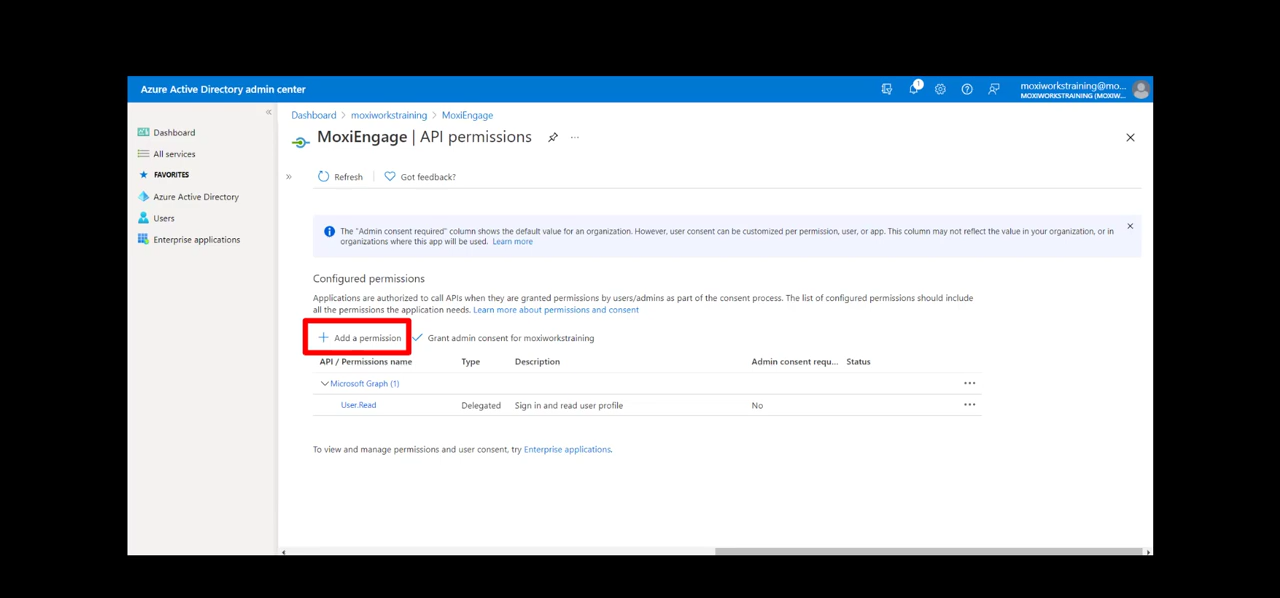 Azure Active Directory admin center
1
moxiworkstraining@mo...
MOXIWORKSTRAINING (MOXIW...
Dashboard
All services
FAVORITES
Azure Active Directory
Users
Enterprise applications
Dashboard > moxiworkstraining > MoxiEngage
MoxiEngage | API permissions
Refresh
Got feedback?
The "Admin consent required" column shows the default value for an organization. However, user consent can be customized per permission, user, or app. This column may not reflect the value in your organization, or in
organizations where this app will be used. Learn more
Configured permissions
Applications are authorized to call APIs when they are granted permissions by users/admins as part of the consent process. The list of configured permissions should include
all the permissions the application needs. Learn more about permissions and consent
Add a permission Grant admin consent for moxiworkstraining
API / Permissions name Type Description Admin consent requ... Status
Microsoft Graph (1)
User.Read Delegated Sign in and read user profile No
To view and manage permissions and user consent, try Enterprise applications.